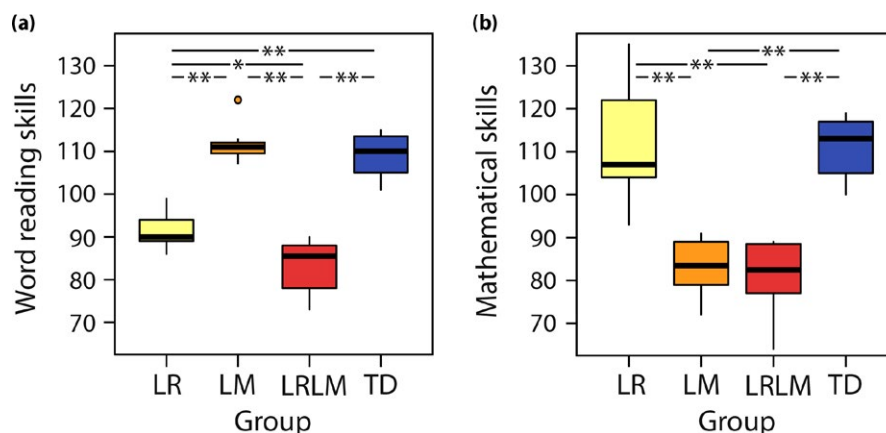 (a)
Word reading skills
130
120
110
100
90
80
70
**
*
** ** **
LR LM LRLM TD
Group
(b)
Mathematical skills
130
120
110
100
90
80
70
**
**
** **
LR LM LRLM TD
Group